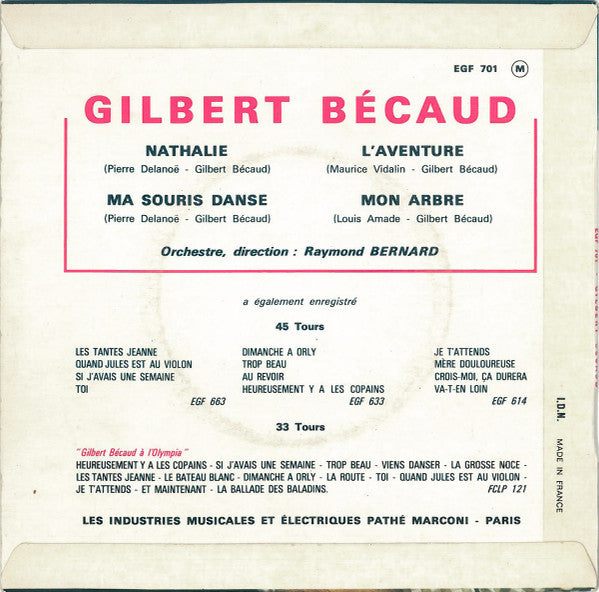 EGF 701 M
GILBERT BÉCAUD
NATHALIE
(Pierre Delanoë - Gilbert Bécaud)
L'AVENTURE
(Maurice Vidalin - Gilbert Bécaud)
MA SOURIS DANSE
(Pierre Delanoë - Gilbert Bécaud)
MON ARBRE
(Louis Amade - Gilbert Bécaud)
Orchestre, direction : Raymond BERNARD
a également enregistré
45 Tours
LES TANTES JEANNE
QUAND JULES EST AU VIOLON
SI J'AVAIS UNE SEMAINE
TOI
EGF 663
DIMANCHE A ORLY
TROP BEAU
AU REVOIR
HEUREUSEMENT Y A LES COPAINS
EGF 633
JE T'ATTENDS
MÈRE DOULOUREUSE
CROIS-MOI, ÇA DURERA
VA-T-EN LOIN
EGF 614
33 Tours
"Gilbert Bécaud à l'Olympia"
HEUREUSEMENT Y A LES COPAINS - SI J'AVAIS UNE SEMAINE - TROP BEAU - VIENS DANSER - LA GROSSE NOCE -
LES TANTES JEANNE - LE BATEAU BLANC - DIMANCHE A ORLY - LA ROUTE - TOI - QUAND JULES EST AU VIOLON -
JE T'ATTENDS - ET MAINTENANT - LA BALLADE DES BALADINS.
FCLP 121
LES INDUSTRIES MUSICALES ET ÉLECTRIQUES PATHÉ MARCONI - PARIS
EGF 701
I.D.N. MADE IN FRANCE